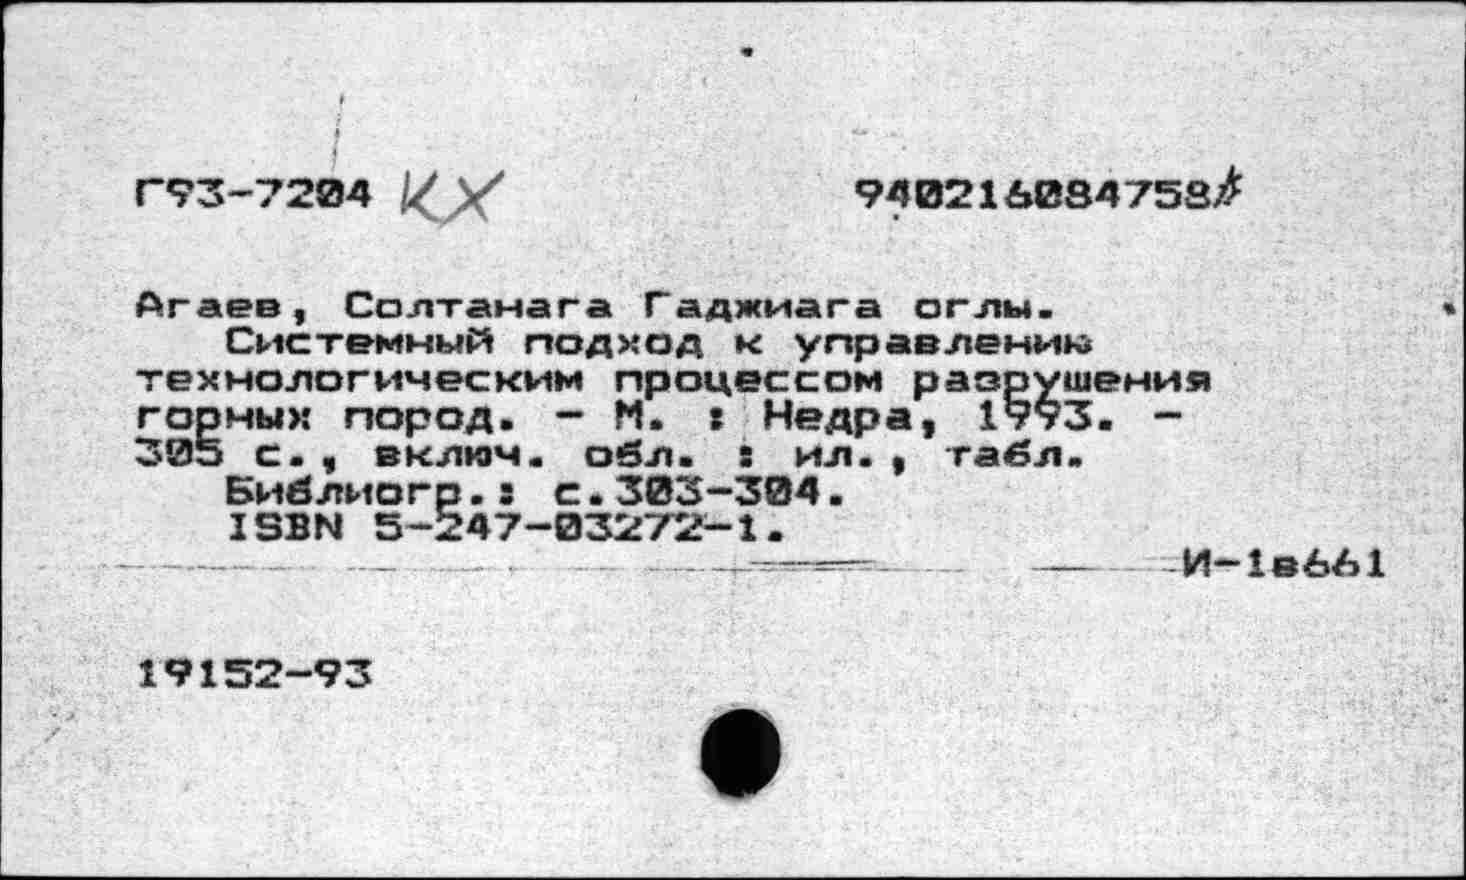 Г93-7204 КХ 940216084758#
Агаев, Солтанага Гаджиага оглы.
Системный подход к управлению
технологическим процессом разрушения
горных пород. - М. : Недра, 1993. -
305 с., включ. обл. : ил., табл.
Библиогр.: с.303-304.
ISBN 5-247-03272-1.
И-1в661
19152-93